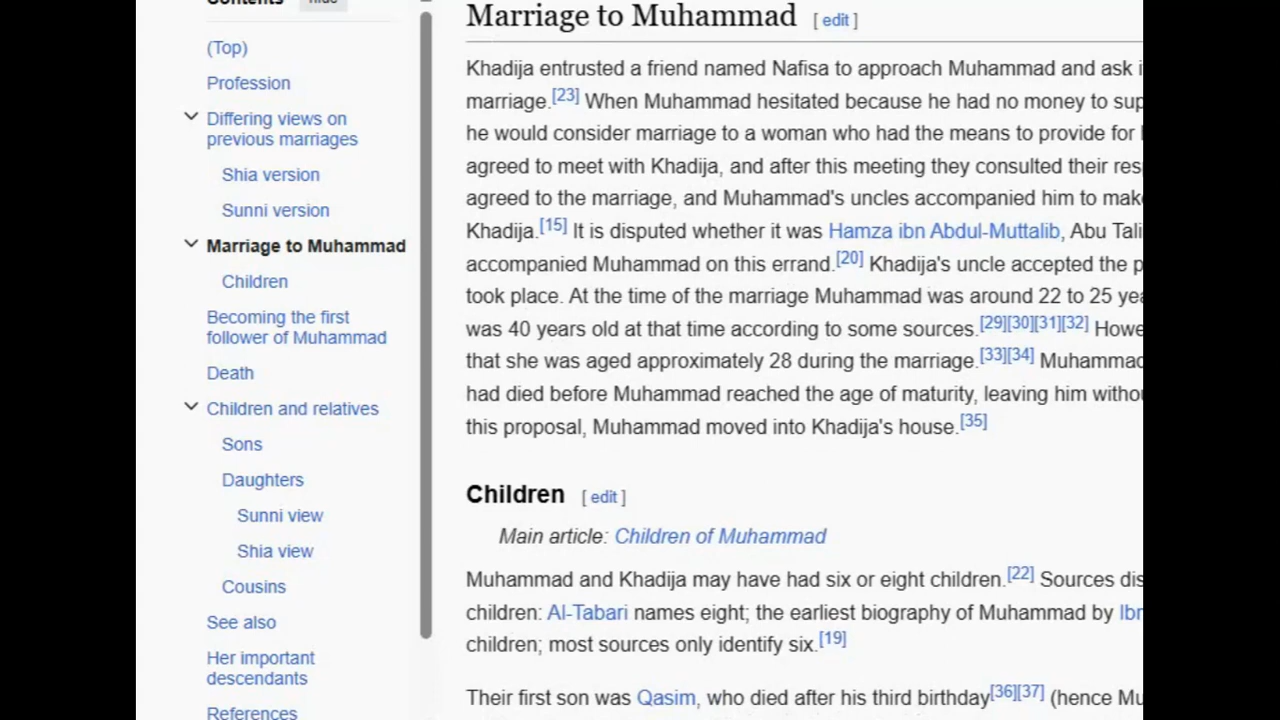 Contents hide
(Top)
Profession
Differing views on
previous marriages
Shia version
Sunni version
Marriage to Muhammad
Children
Becoming the first
follower of Muhammad
Death
Children and relatives
Sons
Daughters
Sunni view
Shia view
Cousins
See also
Her important
descendants
References
Marriage to Muhammad [ edit ]
Khadija entrusted a friend named Nafisa to approach Muhammad and ask
marriage.[23] When Muhammad hesitated because he had no money to
he would consider marriage to a woman who had the means to provide for
agreed to meet with Khadija, and after this meeting they consulted their
agreed to the marriage, and Muhammad's uncles accompanied him to
Khadija.[15] It is disputed whether it was Hamza ibn Abdul-Muttalib, Abu
accompanied Muhammad on this errand.[20] Khadija's uncle accepted the
took place. At the time of the marriage Muhammad was around 22 to 25
was 40 years old at that time according to some sources.[29][30][31][32]
that she was aged approximately 28 during the marriage.[33][34]
had died before Muhammad reached the age of maturity, leaving him
this proposal, Muhammad moved into Khadija's house.[35]
Children [ edit ]
Main article: Children of Muhammad
Muhammad and Khadija may have had six or eight children.[22] Sources
children: Al-Tabari names eight; the earliest biography of Muhammad by
children; most sources only identify six.[19]
Their first son was Qasim, who died after his third birthday[36][37] (hence